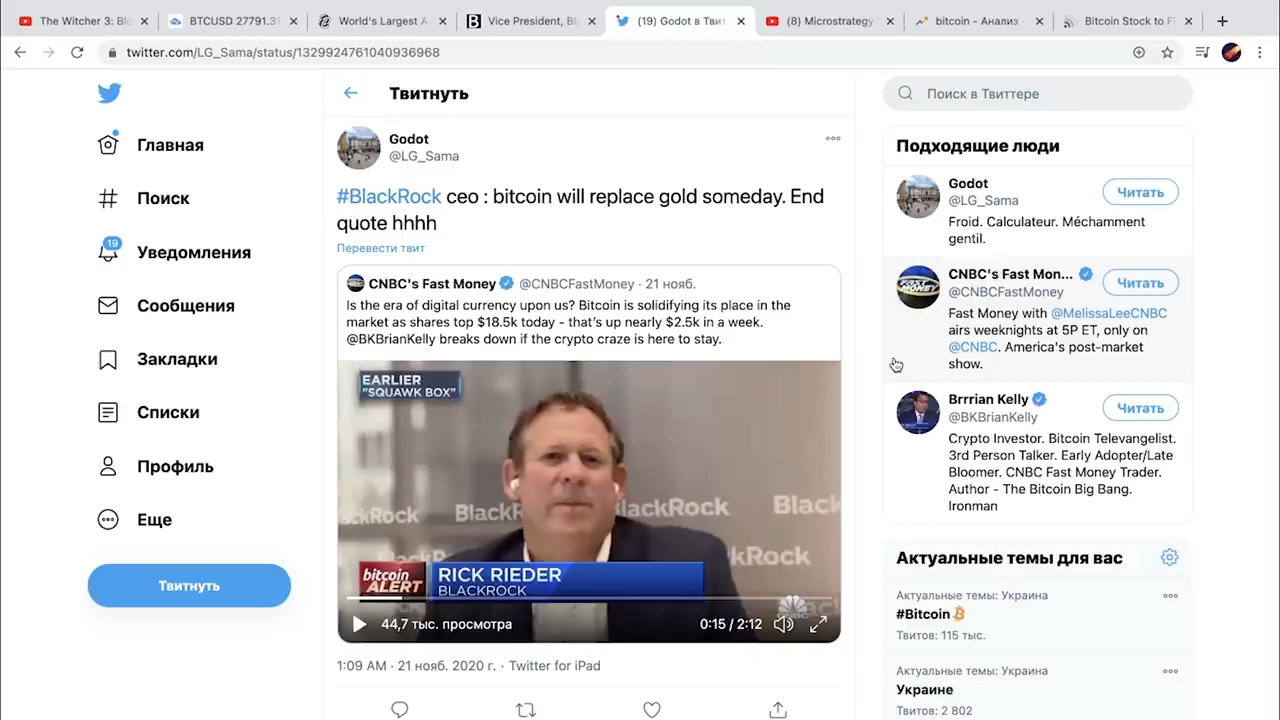 The Witcher 3: Bl
BTCUSD 27791.3
World's Largest A
Vice President, Bl
(19) Godot в Твит
(8) Microstrategy
bitcoin - Анализ -
Bitcoin Stock to F
twitter.com/LG_Sama/status/1329924761040936968
Твитнуть
Поиск в Твиттере
Главная
Поиск
19
Уведомления
Сообщения
Закладки
Списки
Профиль
Еще
Твитнуть
Godot
@LG_Sama
#BlackRock ceo : bitcoin will replace gold someday. End
quote hhhh
Перевести твит
CNBC's Fast Money @CNBCFastMoney · 21 нояб.
Is the era of digital currency upon us? Bitcoin is solidifying its place in the
market as shares top $18.5k today - that's up nearly $2.5k in a week.
@BKBrianKelly breaks down if the crypto craze is here to stay.
EARLIER
"SQUAWK BOX"
BlackRock
bitcoin
ALERT
RICK RIEDER
BLACKROCK
44,7 тыс. просмотра
0:15 / 2:12
1:09 AM · 21 нояб. 2020 г. · Twitter for iPad
Подходящие люди
Godot
@LG_Sama
Читать
Froid. Calculateur. Méchamment
gentil.
CNBC's Fast Mon...
@CNBCFastMoney
Читать
Fast Money with @MelissaLeeCNBC
airs weeknights at 5P ET, only on
@CNBC. America's post-market
show.
Brrrian Kelly
@BKBrianKelly
Читать
Crypto Investor. Bitcoin Televangelist.
3rd Person Talker. Early Adopter/Late
Bloomer. CNBC Fast Money Trader.
Author - The Bitcoin Big Bang.
Ironman
Актуальные темы для вас
Актуальные темы: Украина
#Bitcoin
Твитов: 115 тыс.
Актуальные темы: Украина
Украине
Твитов: 2 802